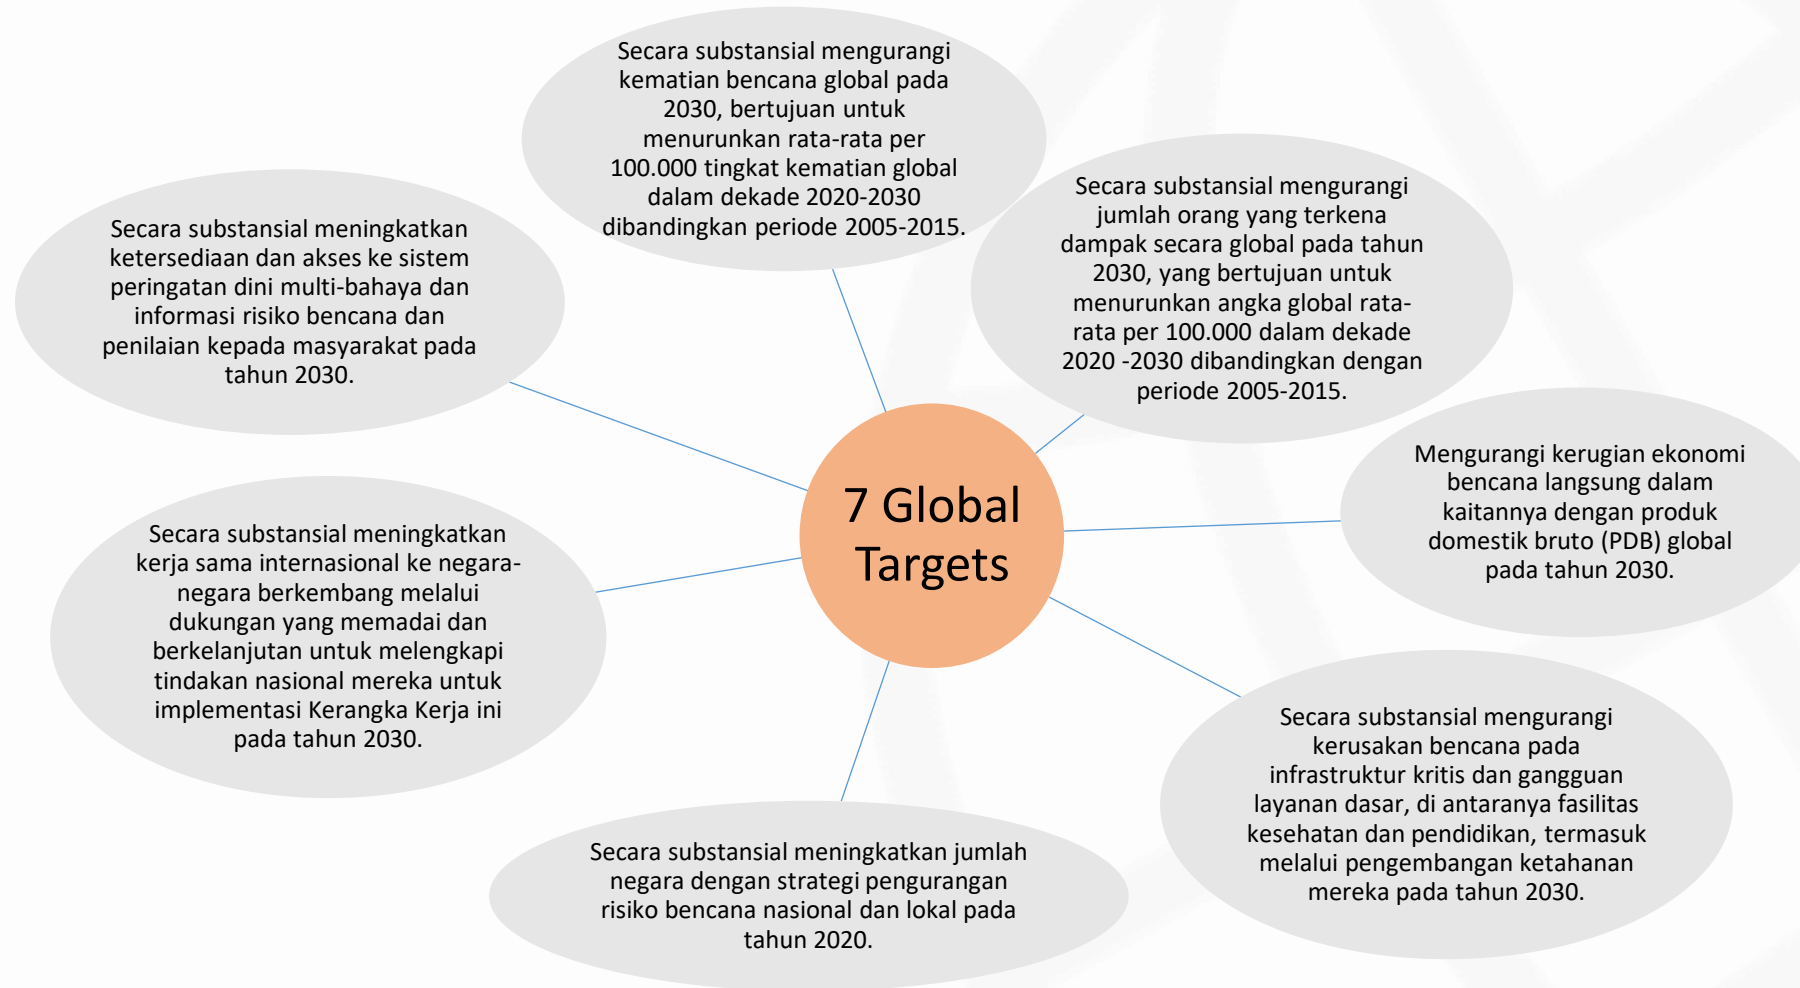 7 Global
Targets
Secara substansial mengurangi
kematian bencana global pada
2030, bertujuan untuk
menurunkan rata-rata per
100.000 tingkat kematian global
dalam dekade 2020-2030
dibandingkan periode 2005-2015.
Secara substansial mengurangi
jumlah orang yang terkena
dampak secara global pada tahun
2030, yang bertujuan untuk
menurunkan angka global rata-
rata per 100.000 dalam dekade
2020 -2030 dibandingkan dengan
periode 2005-2015.
Mengurangi kerugian ekonomi
bencana langsung dalam
kaitannya dengan produk
domestik bruto (PDB) global
pada tahun 2030.
Secara substansial mengurangi
kerusakan bencana pada
infrastruktur kritis dan gangguan
layanan dasar, di antaranya fasilitas
kesehatan dan pendidikan, termasuk
melalui pengembangan ketahanan
mereka pada tahun 2030.
Secara substansial meningkatkan jumlah
negara dengan strategi pengurangan
risiko bencana nasional dan lokal pada
tahun 2020.
Secara substansial meningkatkan
kerja sama internasional ke negara-
negara berkembang melalui
dukungan yang memadai dan
berkelanjutan untuk melengkapi
tindakan nasional mereka untuk
implementasi Kerangka Kerja ini
pada tahun 2030.
Secara substansial meningkatkan
ketersediaan dan akses ke sistem
peringatan dini multi-bahaya dan
informasi risiko bencana dan
penilaian kepada masyarakat pada
tahun 2030.